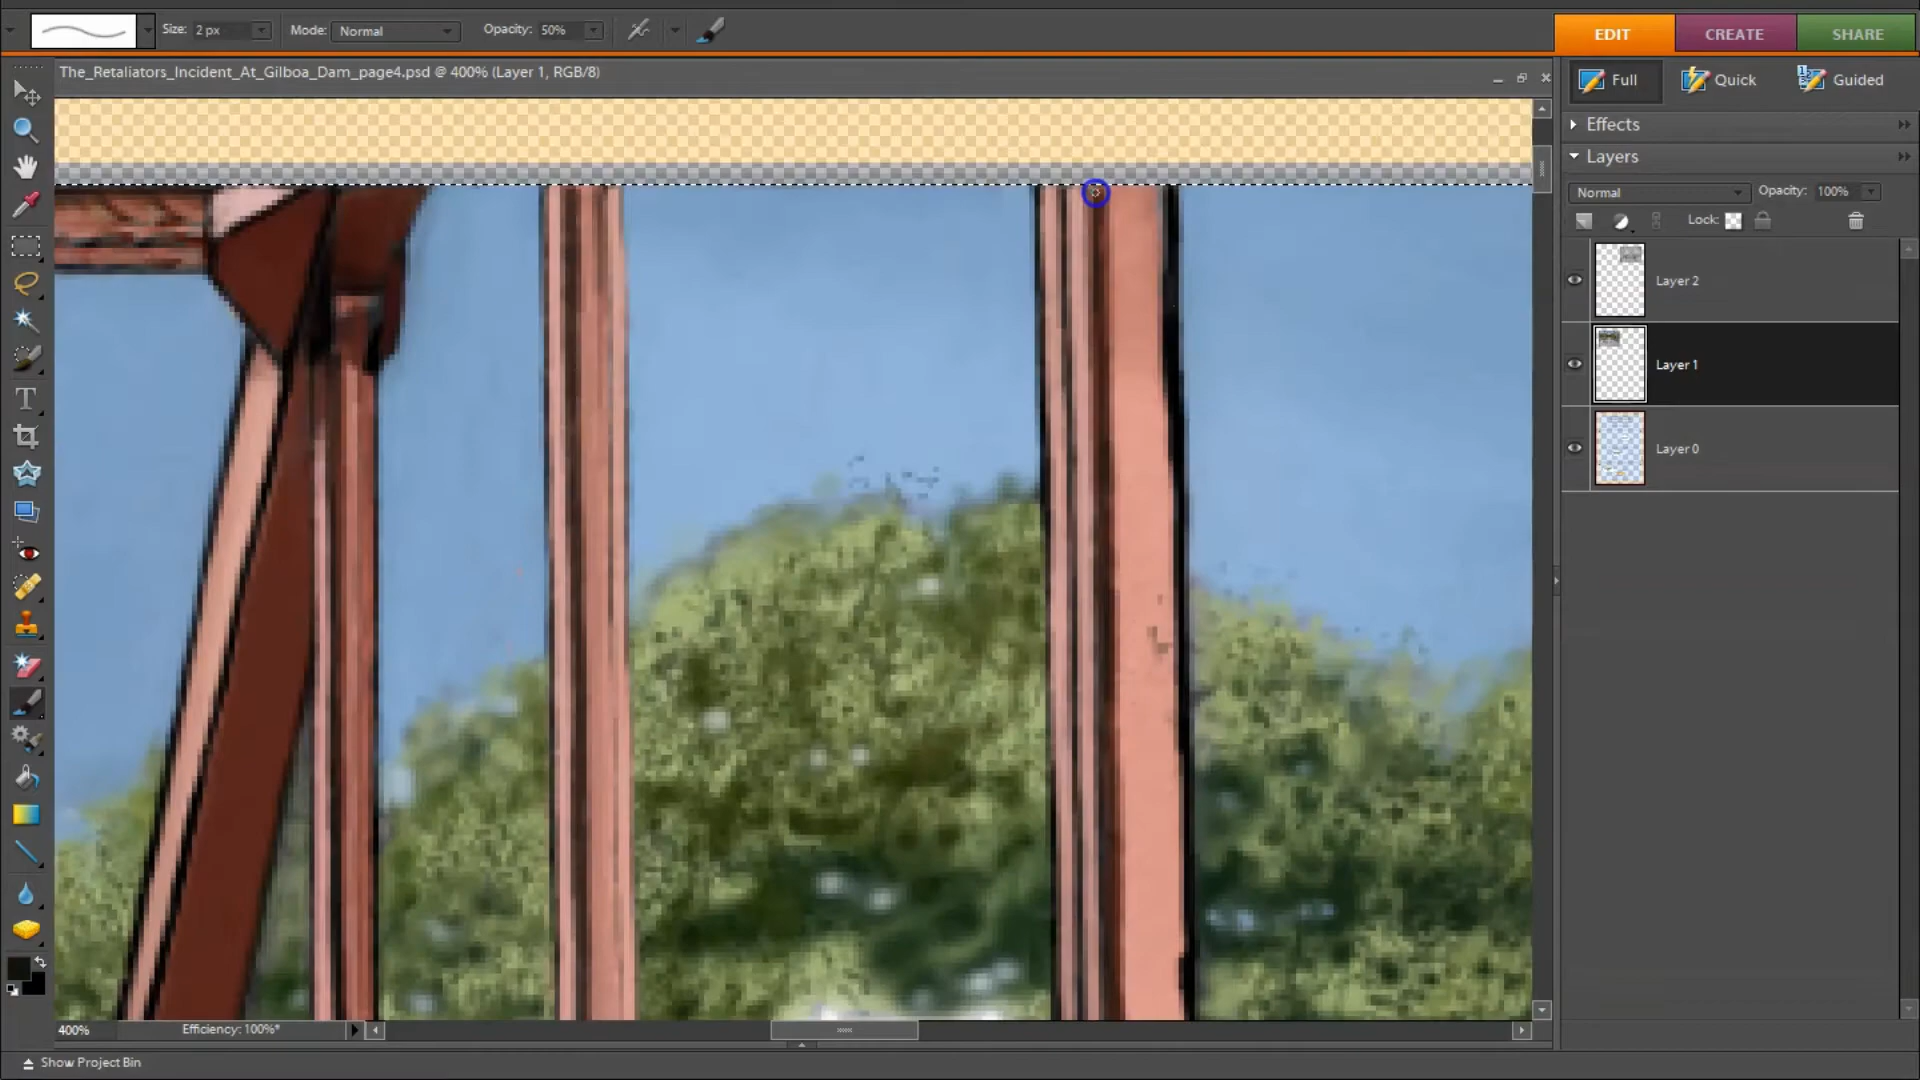 Size: 2 px Mode: Normal Opacity: 50%
EDIT CREATE SHARE
The_Retaliators_Incident_At_Gilboa_Dam_page4.psd @ 400% (Layer 1, RGB/8)
Full Quick Guided
Effects
Layers
Normal Opacity: 100%
Lock:
Layer 2
Layer 1
Layer 0
400% Efficiency: 100%*
Show Project Bin